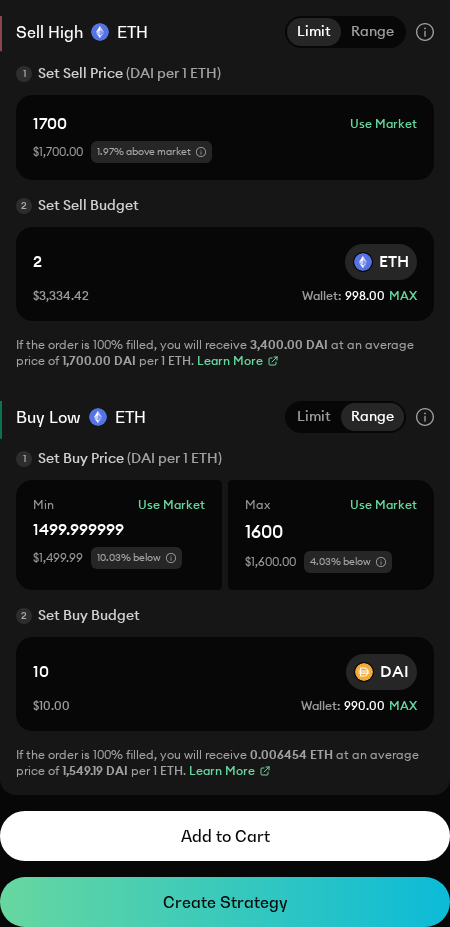 Sell High ETH Limit Range
1 Set Sell Price (DAI per 1 ETH)
1700 Use Market
$1,700.00 1.97% above market
2 Set Sell Budget
2 ETH
$3,334.42 Wallet: 998.00 MAX
If the order is 100% filled, you will receive 3,400.00 DAI at an average
price of 1,700.00 DAI per 1 ETH. Learn More
Buy Low ETH Limit Range
1 Set Buy Price (DAI per 1 ETH)
Min Use Market Max Use Market
1499.999999 1600
$1,499.99 10.03% below $1,600.00 4.03% below
2 Set Buy Budget
10 DAI
$10.00 Wallet: 990.00 MAX
If the order is 100% filled, you will receive 0.006454 ETH at an average
price of 1,549.19 DAI per 1 ETH. Learn More
Add to Cart
Create Strategy